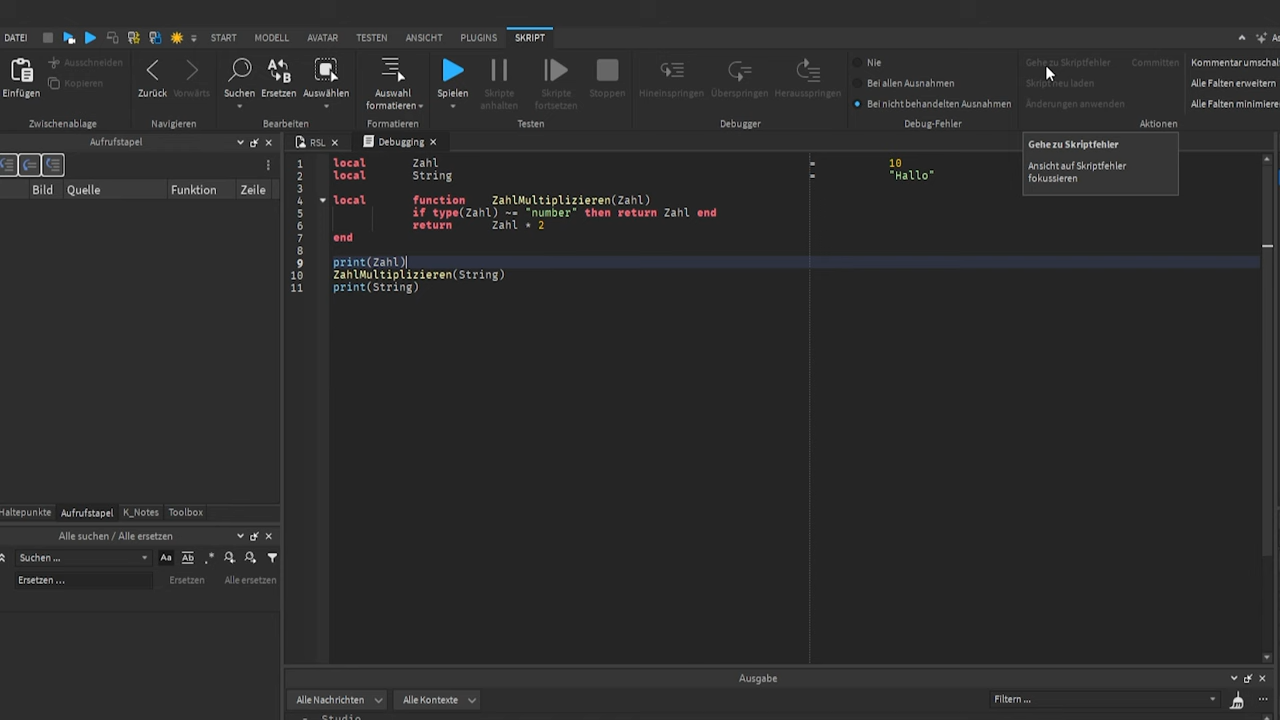 DATEI START MODELL AVATAR TESTEN ANSICHT PLUGINS SKRIPT
Einfügen Ausschneiden Kopieren
Zurück Vorwärts Suchen Ersetzen Auswählen
Auswahl formatieren
Spielen Skripte anhalten Skripte fortsetzen Stoppen
Hineinspringen Überspringen Herausspringen
Nie
Bei allen Ausnahmen
Bei nicht behandelten Ausnahmen
Gehe zu Skriptfehler Committen
Skript neu laden
Änderungen anwenden
Kommentar umschal
Alle Falten erweitern
Alle Falten minimiere
Zwischenablage Navigieren Bearbeiten Formatieren Testen Debugger Debug-Fehler Aktionen
Gehe zu Skriptfehler
Ansicht auf Skriptfehler
fokussieren
Aufrufstapel
RSL Debugging
Bild Quelle Funktion Zeile
1 local Zahl = 10
2 local String = "Hallo"
3
4 local function ZahlMultiplizieren(Zahl)
5 if type(Zahl) ~= "number" then return Zahl end
6 return Zahl * 2
7 end
8
9 print(Zahl)
10 ZahlMultiplizieren(String)
11 print(String)
Haltepunkte Aufrufstapel K_Notes Toolbox
Alle suchen / Alle ersetzen
Suchen ... Aa Ab .*
Ersetzen ... Ersetzen Alle ersetzen
Ausgabe
Alle Nachrichten Alle Kontexte Filtern ...
Studio